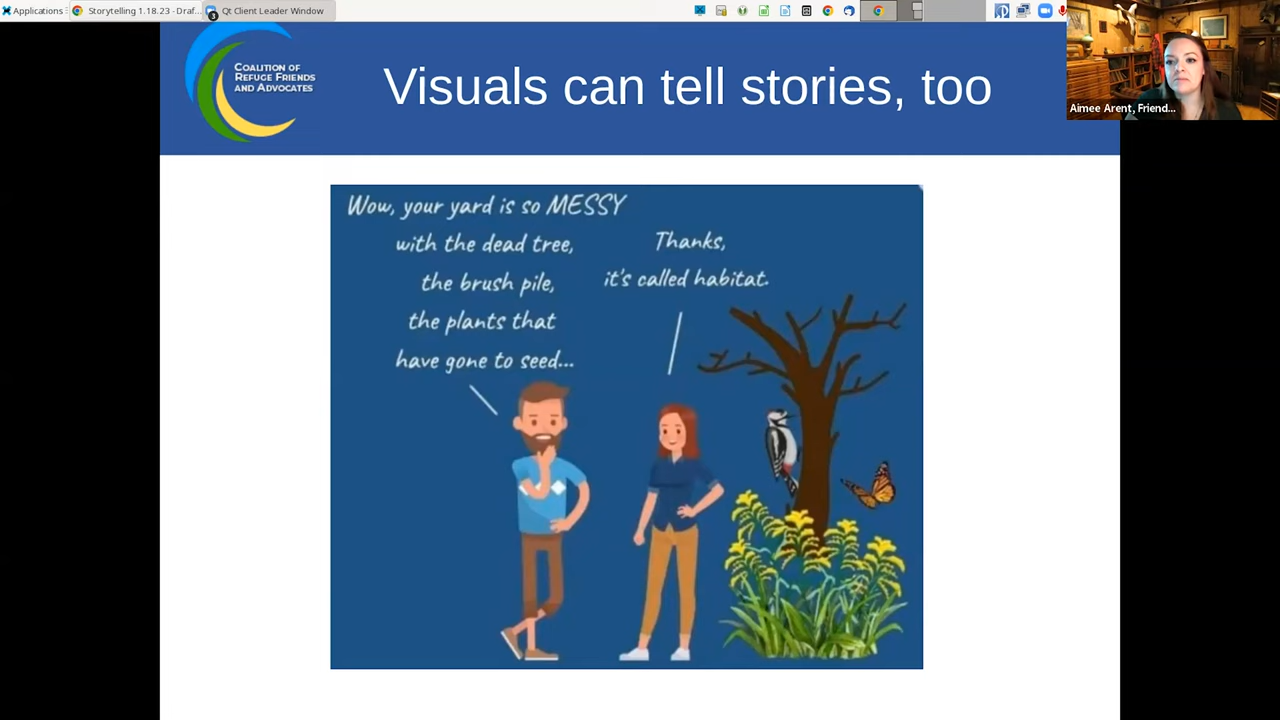 Applications
Storytelling 1.18.23 - Draf...
Qt Client Leader Window
3
COALITION OF
REFUGE FRIENDS
AND ADVOCATES
Visuals can tell stories, too
Aimee Arent, Friend...
Wow, your yard is so MESSY
with the dead tree,
the brush pile,
the plants that
have gone to seed...
Thanks,
it's called habitat.